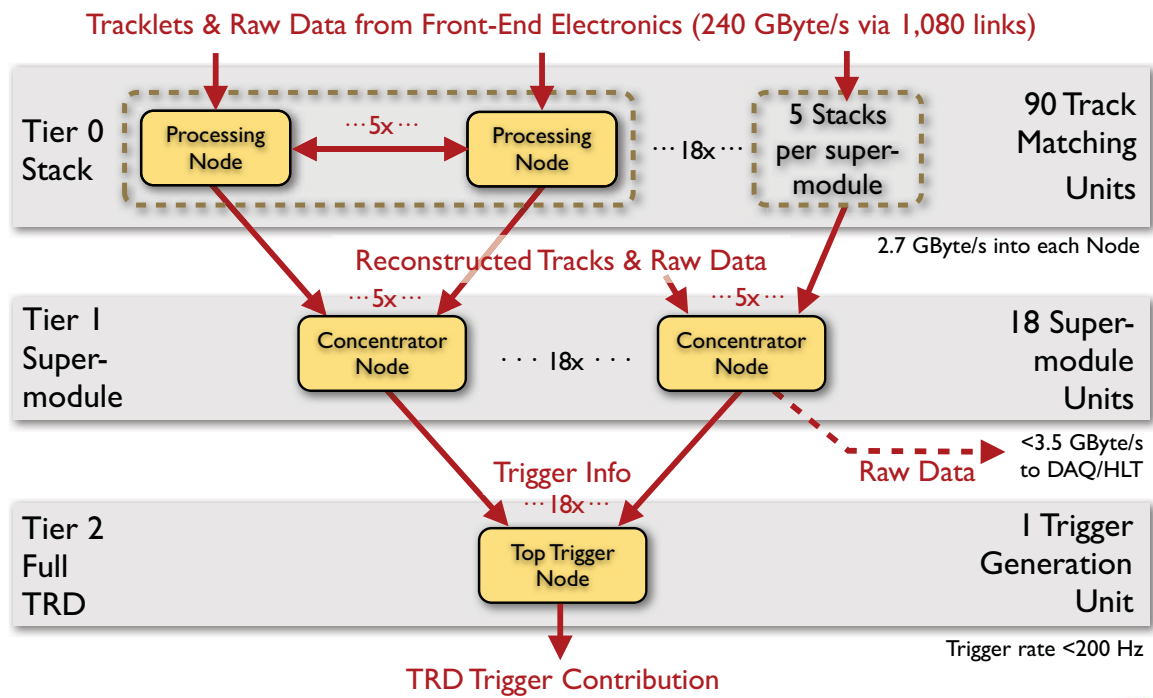 Tracklets & Raw Data from Front-End Electronics (240 GByte/s via 1,080 links)
Tier 0
Stack
Processing
Node
···5x···
Processing
Node
···18x···
5 Stacks
per super-
module
90 Track
Matching
Units
2.7 GByte/s into each Node
Reconstructed Tracks & Raw Data
···5x···
···5x···
Tier 1
Super-
module
Concentrator
Node
· · · 18x· · ·
Concentrator
Node
18 Super-
module
Units
<3.5 GByte/s
to DAQ/HLT
Raw Data
Trigger Info
···18x···
Tier 2
Full
TRD
Top Trigger
Node
1 Trigger
Generation
Unit
Trigger rate <200 Hz
TRD Trigger Contribution